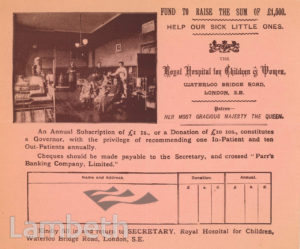 FUND TO RAISE THE SUM OF £1,000.
HELP OUR SICK LITTLE ONES.
THE
Royal Hospital for Children & Women,
WATERLOO BRIDGE ROAD,
LONDON, S.E.
Patron—
HER MOST GRACIOUS MAJESTY THE QUEEN.
An Annual Subscription of £1 1s., or a Donation of £10 10s., constitutes
a Governor, with the privilege of recommending one In-Patient and ten
Out-Patients annually.
Cheques should be made payable to the Secretary, and crossed "Parr's
Banking Company, Limited."
Name and Address. Donation. Annual.
£ s. d. £ s. d.
Lambeth
Kindly fill in and return to SECRETARY, Royal Hospital for Children,
Waterloo Bridge Road, London, S.E.